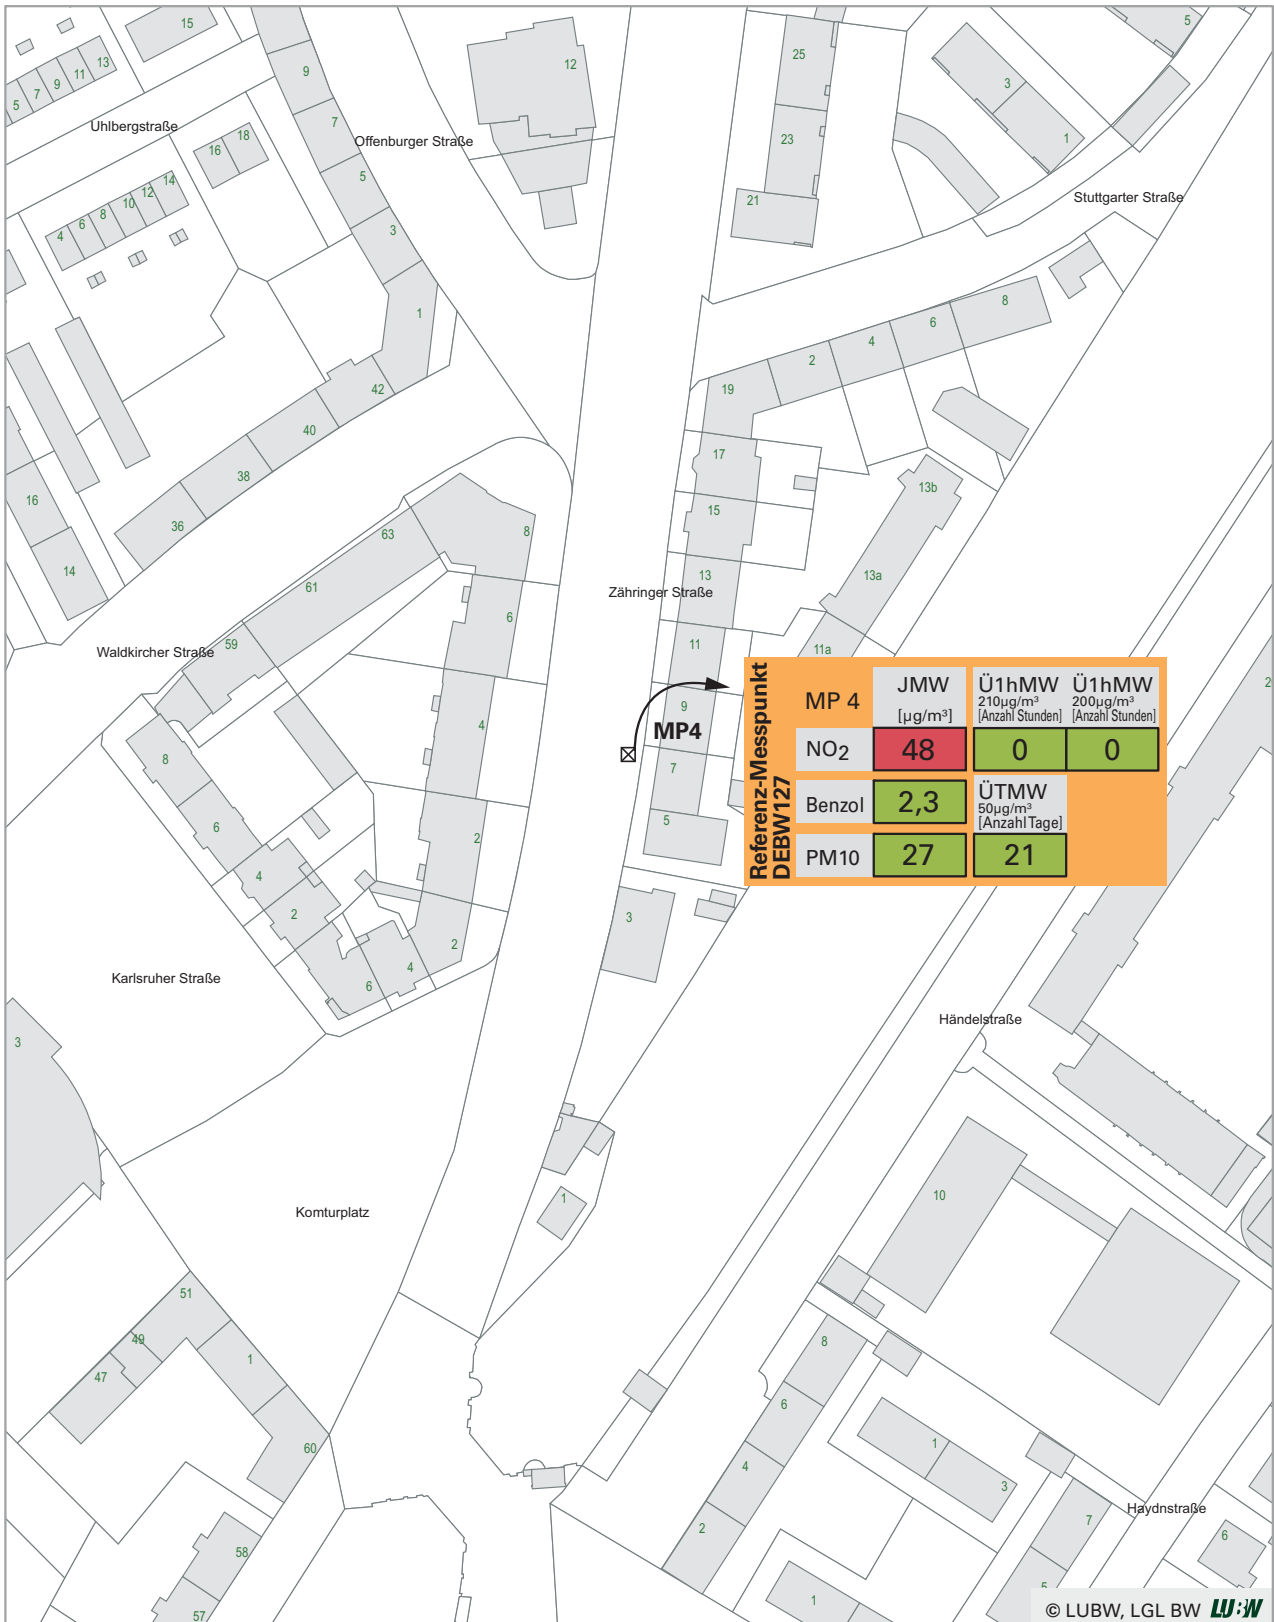 15
5
13
11
9
7
5
9
12
25
3
1
Uhlbergstraße
7
Offenburger Straße
23
18
16
5
14
12
10
8
6
4
21
Stuttgarter Straße
3
1
8
6
4
2
42
19
40
38
17
13b
36
16
15
63
8
14
61
13
13a
Zähringer Straße
6
59
11
Waldkircher Straße
11a
2
9
4
MP4
8
7
6
5
2
4
2
3
2
4
6
Karlsruher Straße
Referenz-Messpunkt
DEBW127
MP 4
JMW
[µg/m³]
Ü1hMW
210µg/m³
[Anzahl Stunden]
Ü1hMW
200µg/m³
[Anzahl Stunden]
NO2
48
0
0
Benzol
2,3
ÜTMW
50µg/m³
[Anzahl Tage]
PM10
27
21
Händelstraße
3
10
1
Komturplatz
51
49
47
1
8
6
60
1
4
3
2
7
Haydnstraße
6
58
57
5
1
© LUBW, LGL BW LUBW